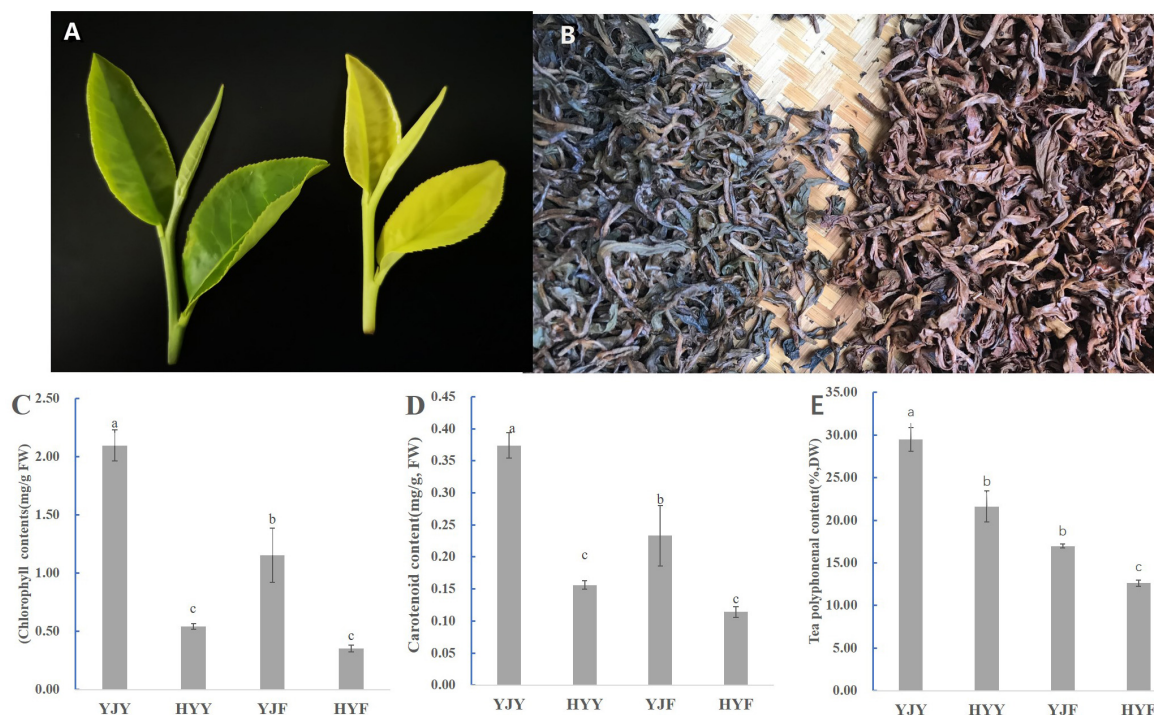 A
B
C
(Chlorophyll contents(mg/g FW)
2.50
2.00
1.50
1.00
0.50
0.00
a
c
b
c
YJY HYY YJF HYF
D
Carotenoid content(mg/g, FW)
0.45
0.40
0.35
0.30
0.25
0.20
0.15
0.10
0.05
0.00
a
c
b
c
YJY HYY YJF HYF
E
Tea polyphonenal content(%,DW)
35.00
30.00
25.00
20.00
15.00
10.00
5.00
0.00
a
b
b
c
YJY HYY YJF HYF